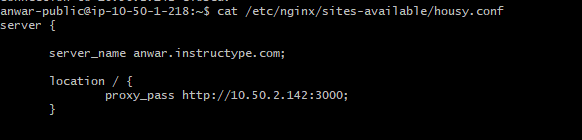 anwar-public@ip-10-50-1-218:~$ cat /etc/nginx/sites-available/housy.conf
server {
server_name anwar.instructype.com;
location / {
proxy_pass http://10.50.2.142:3000;
}